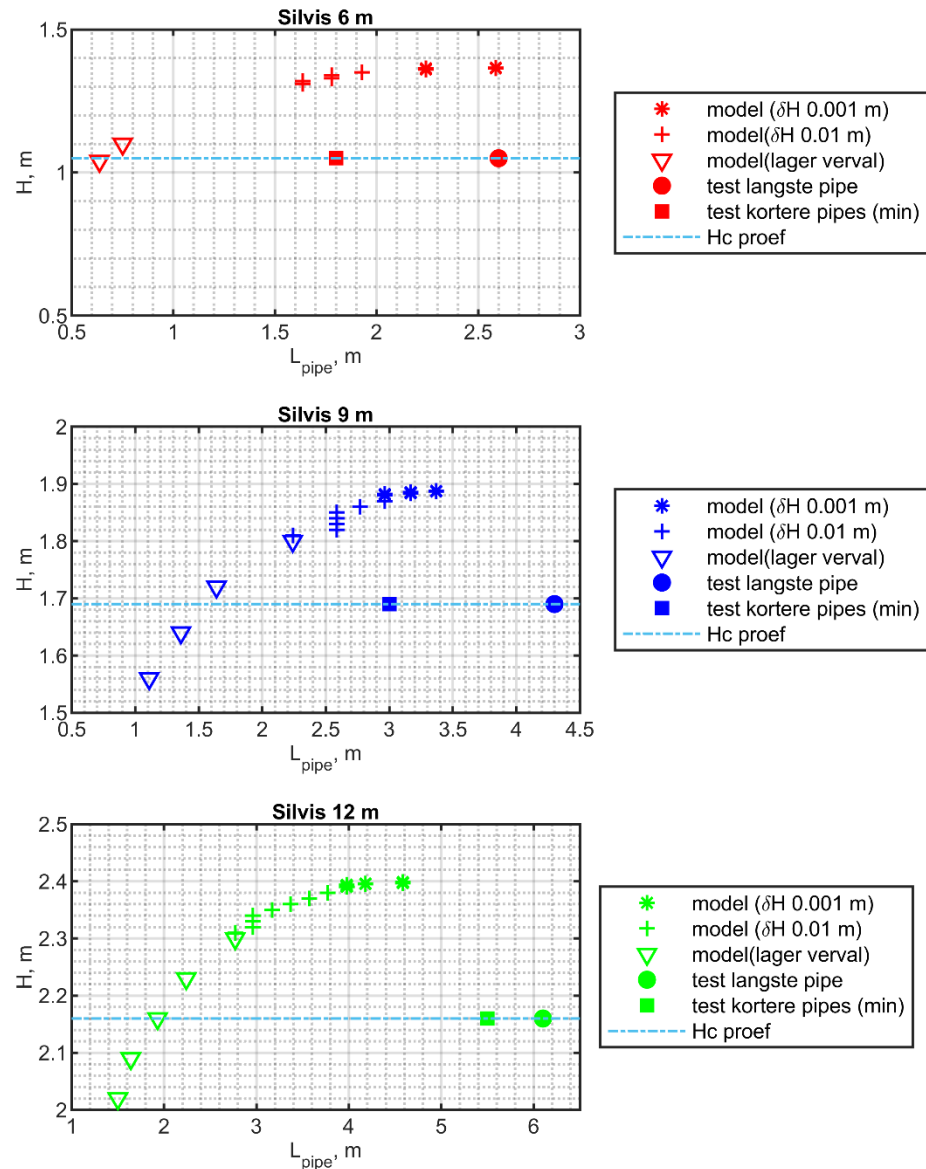 Silvis 6 m
1.5
1
0.5
H, m
0.5
1
1.5
2
2.5
3
L_pipe, m
model (δH 0.001 m)
model(δH 0.01 m)
model(lager verval)
test langste pipe
test kortere pipes (min)
Hc proef
Silvis 9 m
2
1.9
1.8
1.7
1.6
1.5
H, m
0.5
1
1.5
2
2.5
3
3.5
4
4.5
L_pipe, m
model (δH 0.001 m)
model (δH 0.01 m)
model(lager verval)
test langste pipe
test kortere pipes (min)
Hc proef
Silvis 12 m
2.5
2.4
2.3
2.2
2.1
2
H, m
1
2
3
4
5
6
L_pipe, m
model (δH 0.001 m)
model (δH 0.01 m)
model(lager verval)
test langste pipe
test kortere pipes (min)
Hc proef